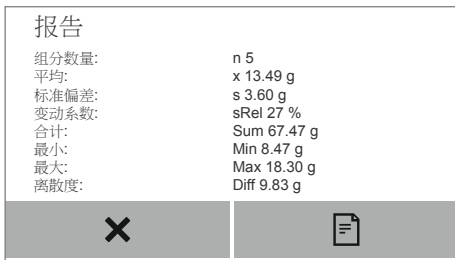 报告
组分数量: n 5
平均: x 13.49 g
标准偏差: s 3.60 g
变动系数: sRel 27 %
合计: Sum 67.47 g
最小: Min 8.47 g
最大: Max 18.30 g
离散度: Diff 9.83 g